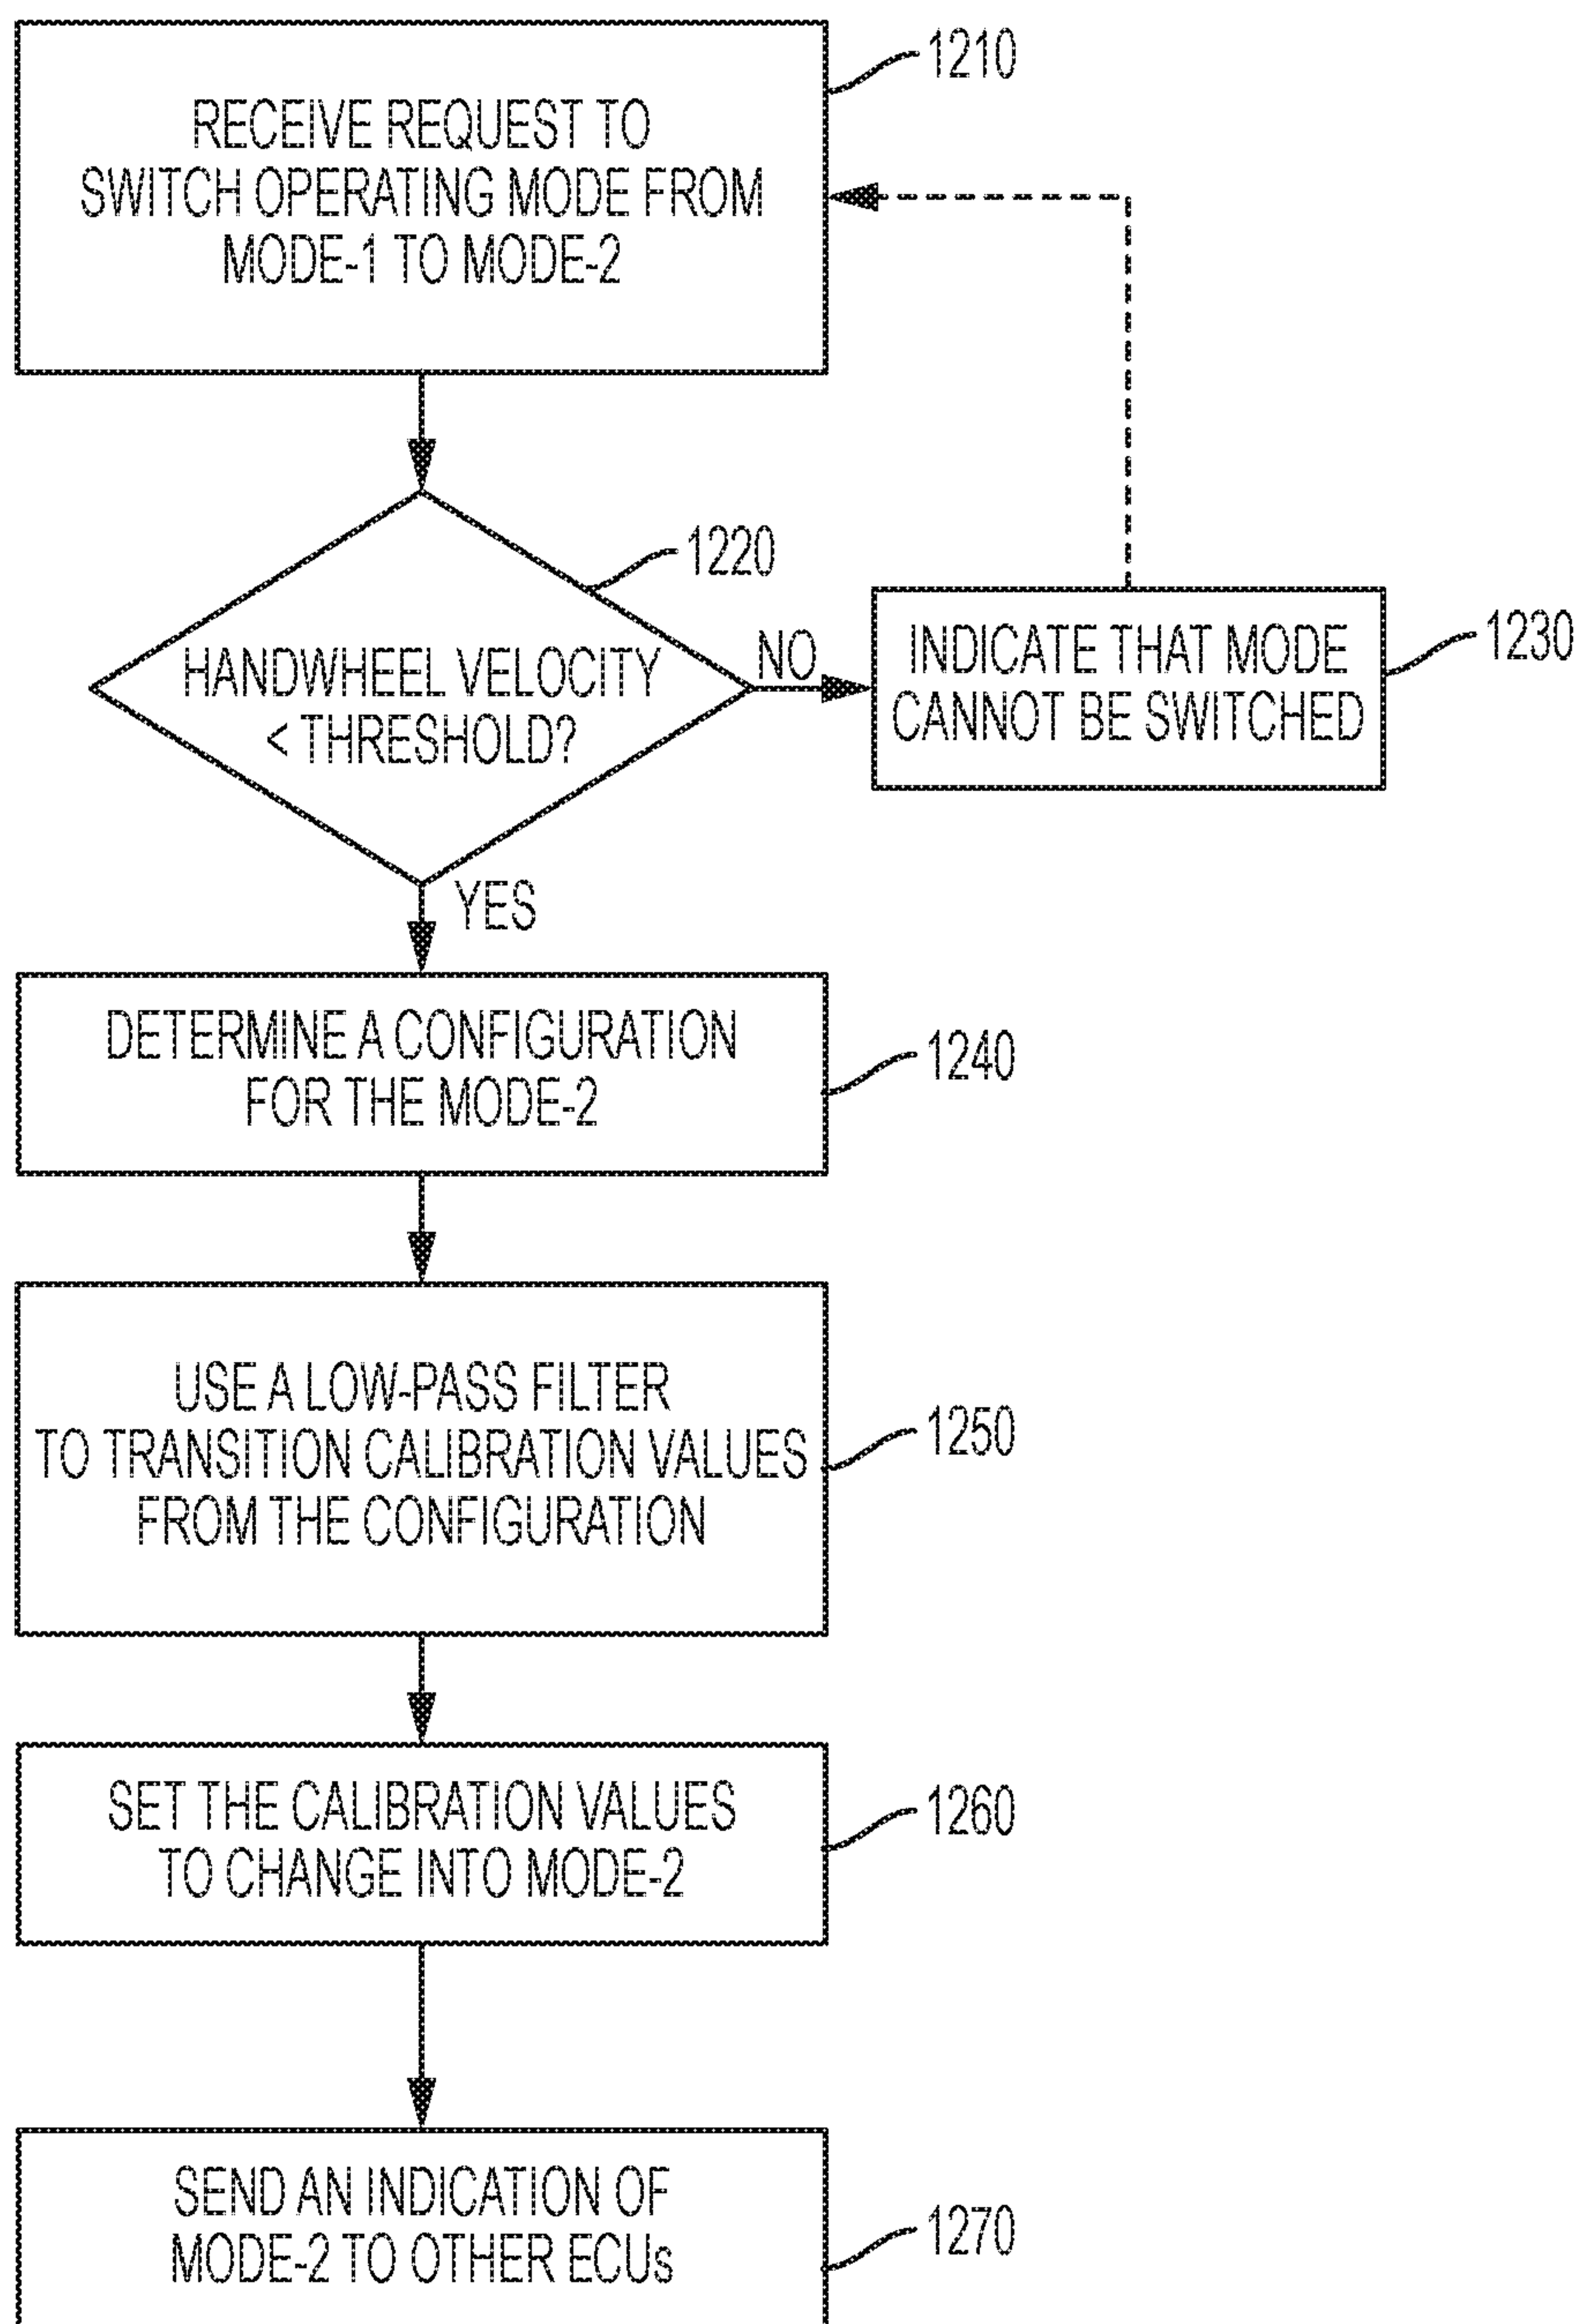 1210
RECEIVE REQUEST TO
SWITCH OPERATING MODE FROM
MODE-1 TO MODE-2
1220
HANDWHEEL VELOCITY
< THRESHOLD?
NO
1230
INDICATE THAT MODE
CANNOT BE SWITCHED
YES
DETERMINE A CONFIGURATION
FOR THE MODE-2
1240
USE A LOW-PASS FILTER
TO TRANSITION CALIBRATION VALUES
FROM THE CONFIGURATION
1250
SET THE CALIBRATION VALUES
TO CHANGE INTO MODE-2
1260
SEND AN INDICATION OF
MODE-2 TO OTHER ECUs
1270